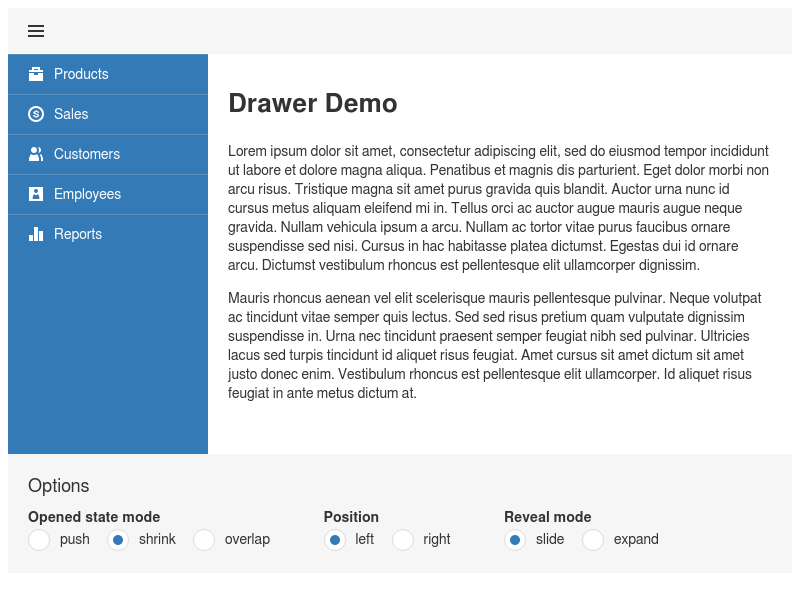 Products
Sales
Customers
Employees
Reports
Drawer Demo
Lorem ipsum dolor sit amet, consectetur adipiscing elit, sed do eiusmod tempor incididunt
ut labore et dolore magna aliqua. Penatibus et magnis dis parturient. Eget dolor morbi non
arcu risus. Tristique magna sit amet purus gravida quis blandit. Auctor urna nunc id
cursus metus aliquam eleifend mi in. Tellus orci ac auctor augue mauris augue neque
gravida. Nullam vehicula ipsum a arcu. Nullam ac tortor vitae purus faucibus ornare
suspendisse sed nisi. Cursus in hac habitasse platea dictumst. Egestas dui id ornare
arcu. Dictumst vestibulum rhoncus est pellentesque elit ullamcorper dignissim.
Mauris rhoncus aenean vel elit scelerisque mauris pellentesque pulvinar. Neque volutpat
ac tincidunt vitae semper quis lectus. Sed sed risus pretium quam vulputate dignissim
suspendisse in. Urna nec tincidunt praesent semper feugiat nibh sed pulvinar. Ultricies
lacus sed turpis tincidunt id aliquet risus feugiat. Amet cursus sit amet dictum sit amet
justo donec enim. Vestibulum rhoncus est pellentesque elit ullamcorper. Id aliquet risus
feugiat in ante metus dictum at.
Options
Opened state mode
push shrink overlap
Position
left right
Reveal mode
slide expand